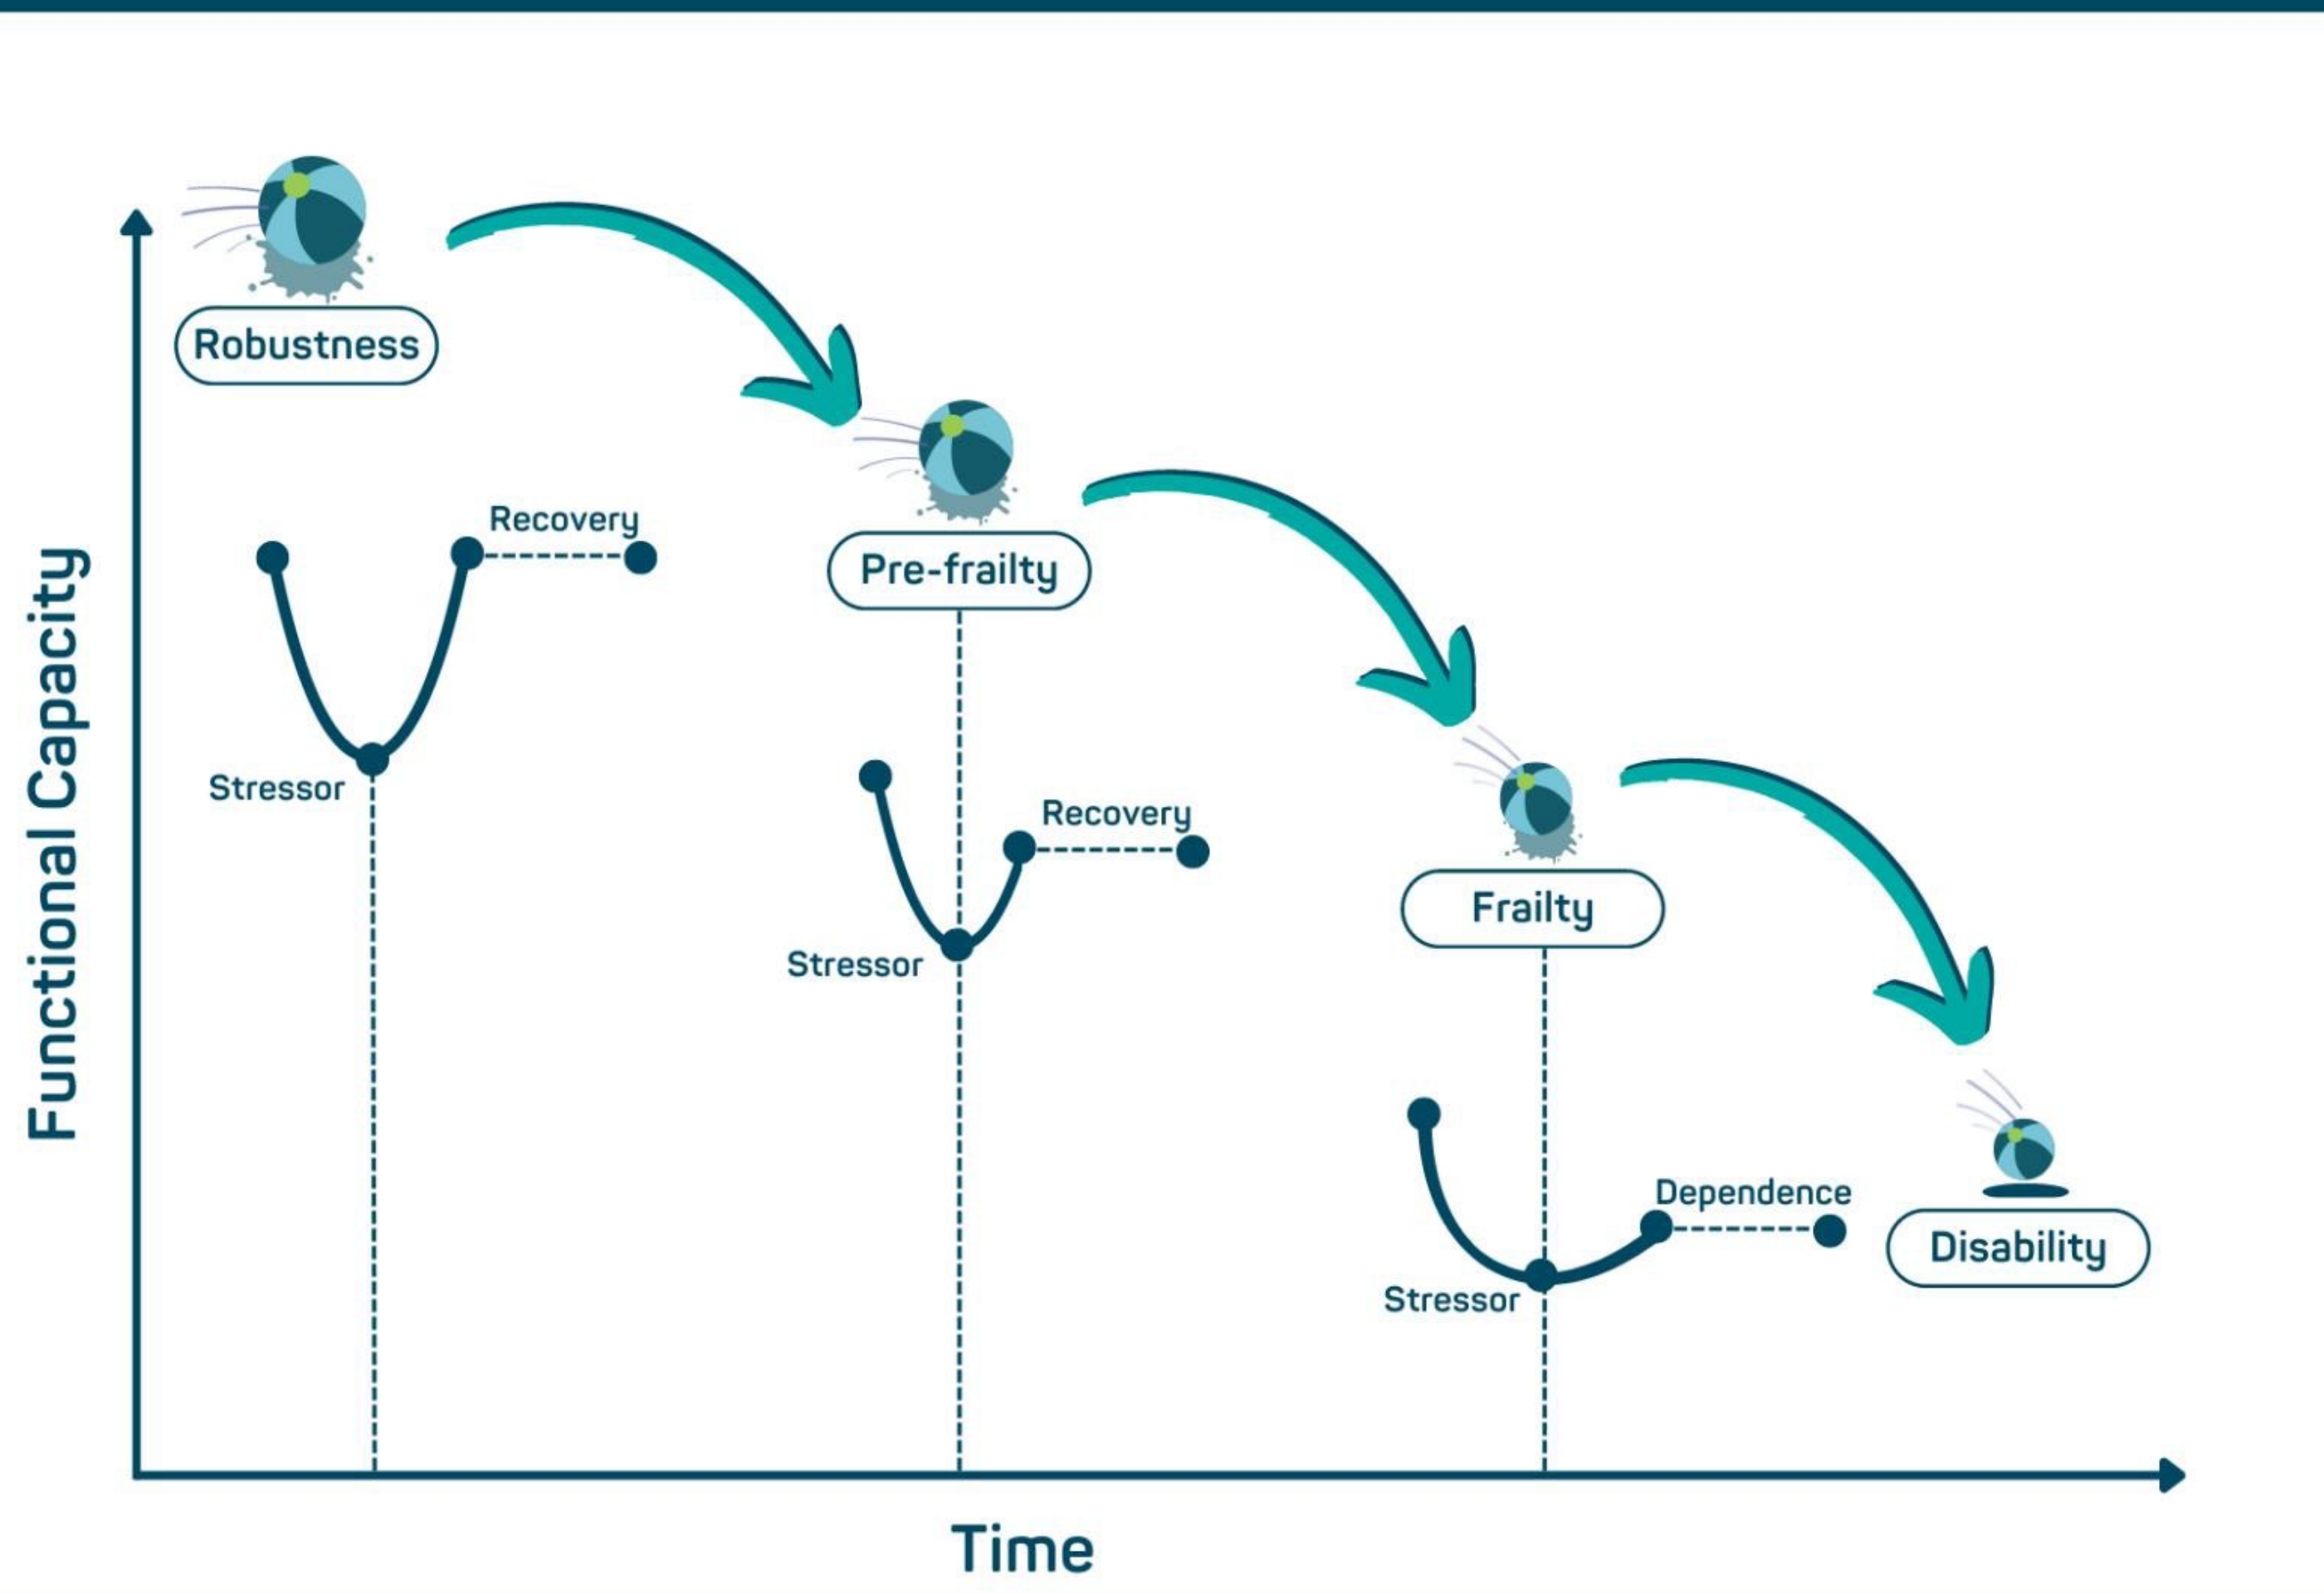 Robustness
Recovery
Stressor
Pre-frailty
Recovery
Stressor
Frailty
Dependence
Stressor
Disability
Functional Capacity
Time